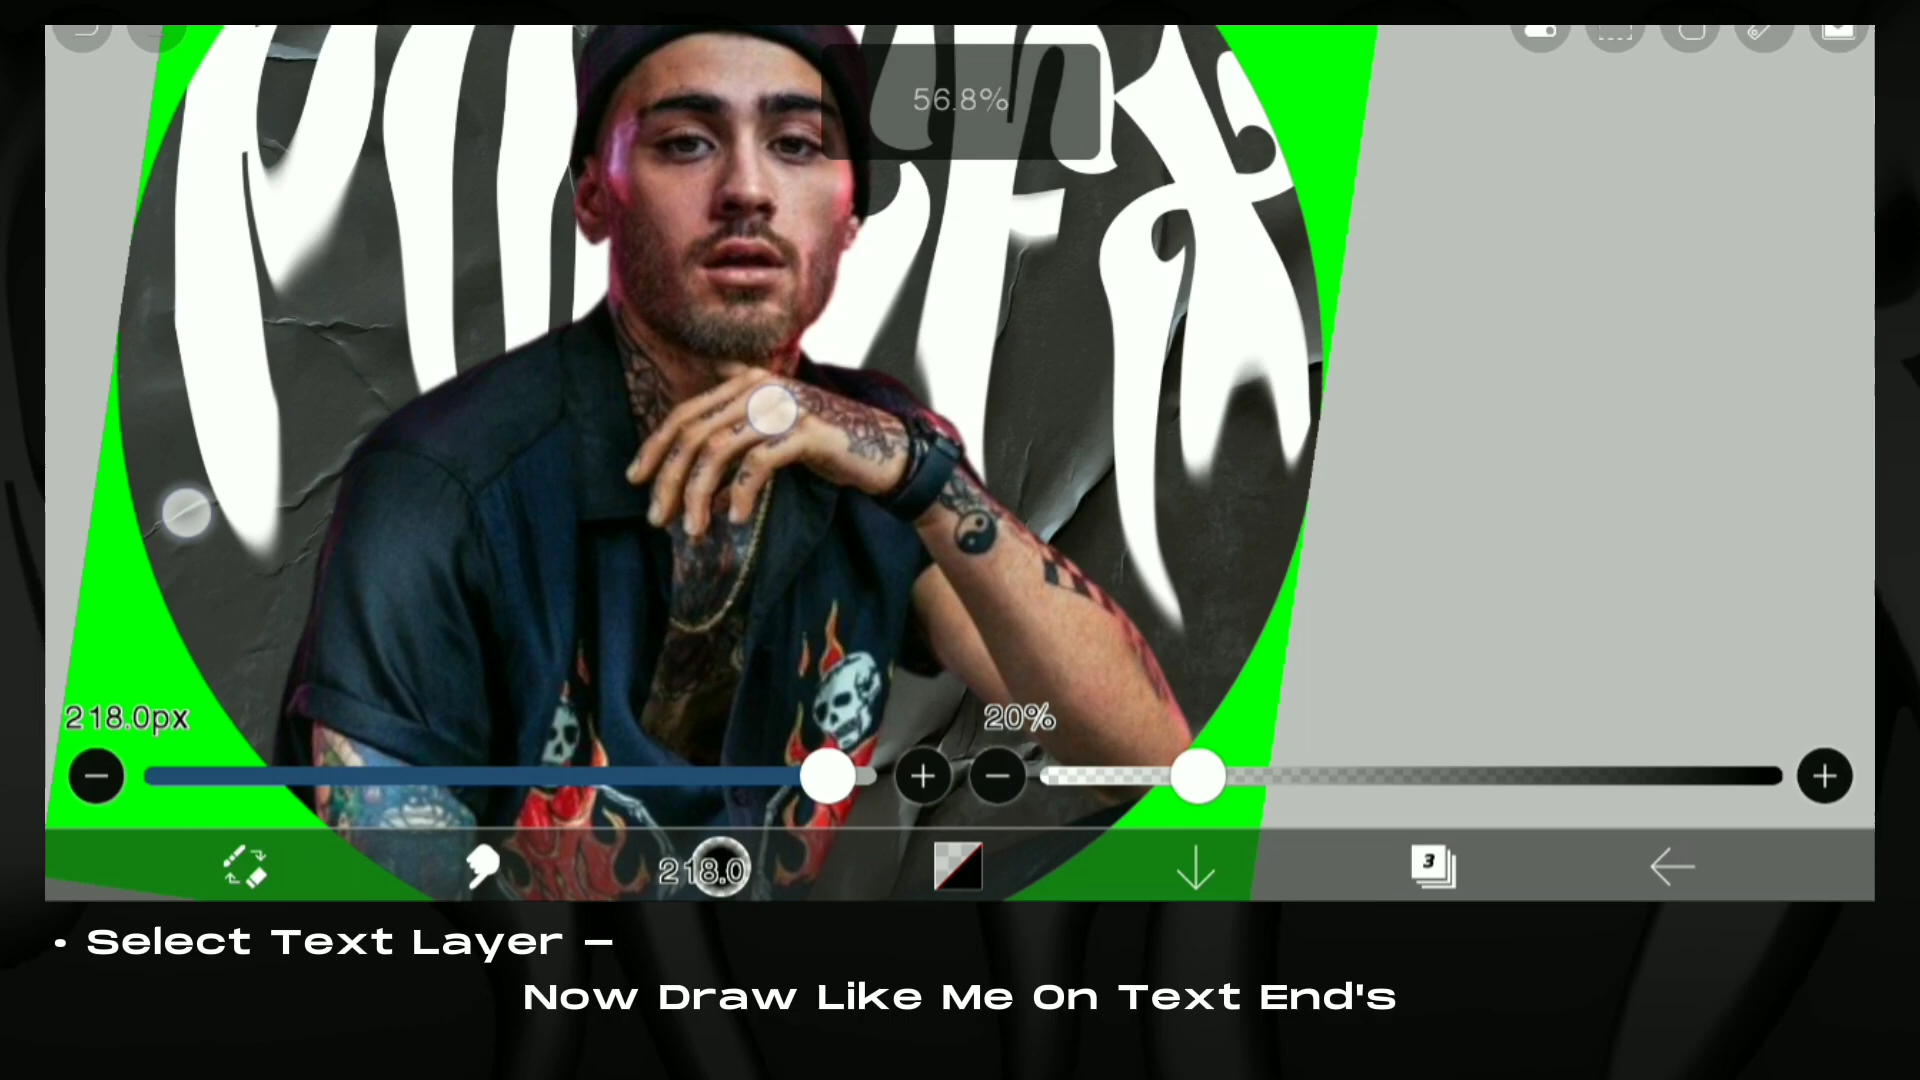 56.8%
218.0px
20%
218.0
3
• Select Text Layer –
Now Draw Like Me On Text End's